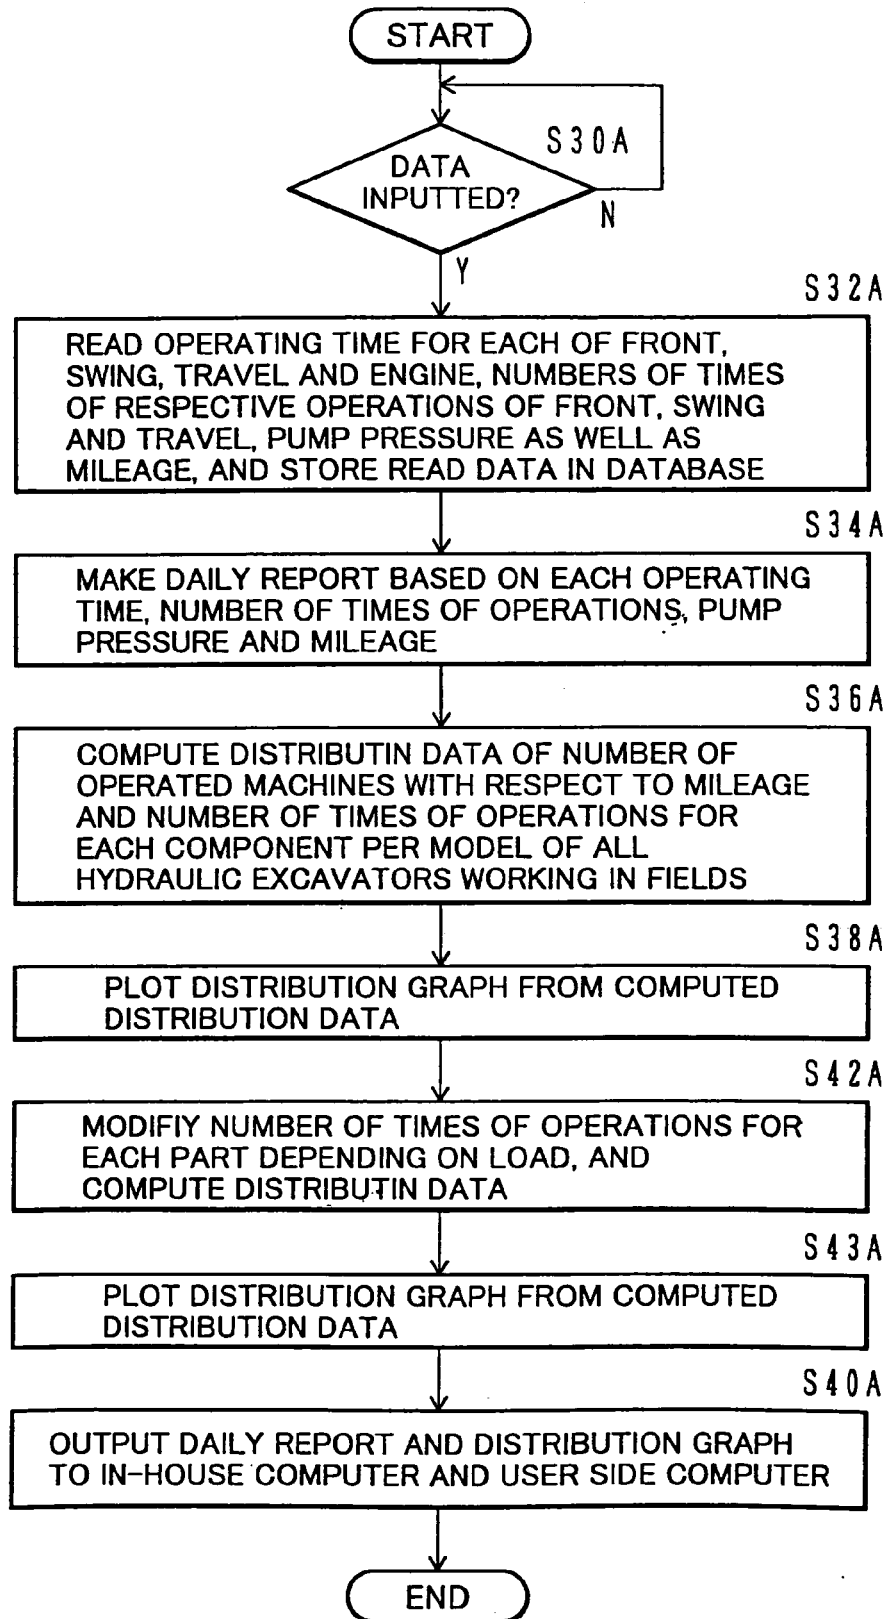 START
S30A
DATA
INPUTTED?
N
Y
S32A
READ OPERATING TIME FOR EACH OF FRONT,
SWING, TRAVEL AND ENGINE, NUMBERS OF TIMES
OF RESPECTIVE OPERATIONS OF FRONT, SWING
AND TRAVEL, PUMP PRESSURE AS WELL AS
MILEAGE, AND STORE READ DATA IN DATABASE
S34A
MAKE DAILY REPORT BASED ON EACH OPERATING
TIME, NUMBER OF TIMES OF OPERATIONS, PUMP
PRESSURE AND MILEAGE
S36A
COMPUTE DISTRIBUTIN DATA OF NUMBER OF
OPERATED MACHINES WITH RESPECT TO MILEAGE
AND NUMBER OF TIMES OF OPERATIONS FOR
EACH COMPONENT PER MODEL OF ALL
HYDRAULIC EXCAVATORS WORKING IN FIELDS
S38A
PLOT DISTRIBUTION GRAPH FROM COMPUTED
DISTRIBUTION DATA
S42A
MODIFIY NUMBER OF TIMES OF OPERATIONS FOR
EACH PART DEPENDING ON LOAD, AND
COMPUTE DISTRIBUTIN DATA
S43A
PLOT DISTRIBUTION GRAPH FROM COMPUTED
DISTRIBUTION DATA
S40A
OUTPUT DAILY REPORT AND DISTRIBUTION GRAPH
TO IN-HOUSE COMPUTER AND USER SIDE COMPUTER
END